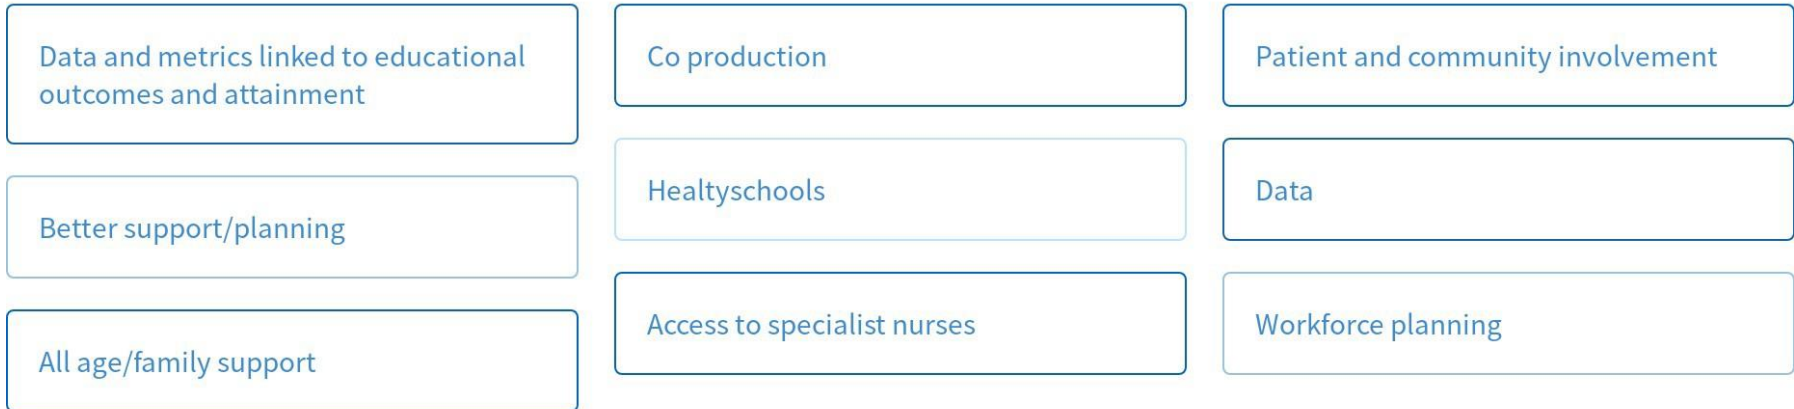 Data and metrics linked to educational
outcomes and attainment
Better support/planning
All age/family support
Co production
Healtyschools
Access to specialist nurses
Patient and community involvement
Data
Workforce planning